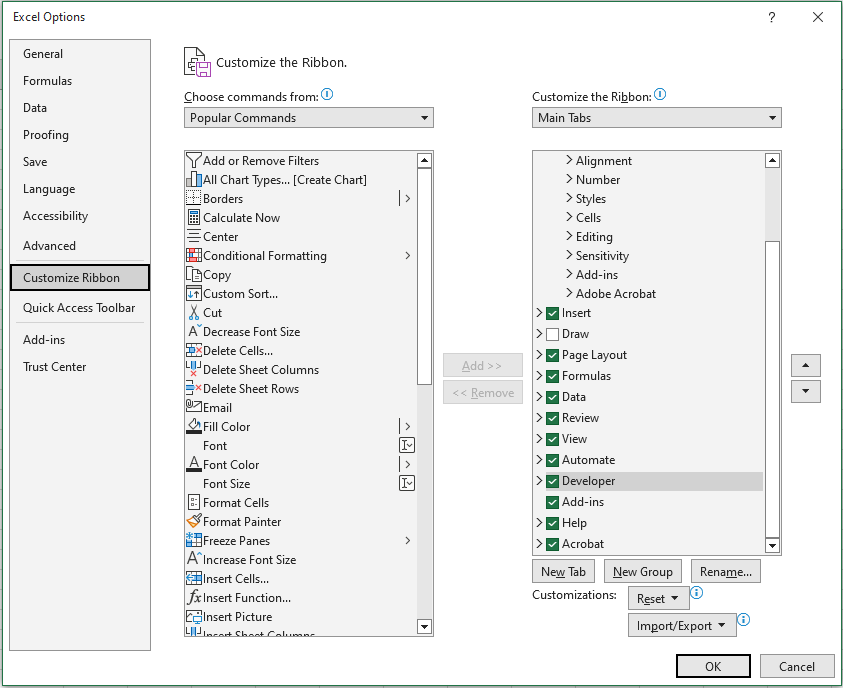 Excel Options
?
General
Formulas
Data
Proofing
Save
Language
Accessibility
Advanced
Customize Ribbon
Quick Access Toolbar
Add-ins
Trust Center
Customize the Ribbon.
Choose commands from:
Popular Commands
Add or Remove Filters
All Chart Types... [Create Chart]
Borders
Calculate Now
Center
Conditional Formatting
Copy
Custom Sort...
Cut
Decrease Font Size
Delete Cells...
Delete Sheet Columns
Delete Sheet Rows
Email
Fill Color
Font
Font Color
Font Size
Format Cells
Format Painter
Freeze Panes
Increase Font Size
Insert Cells...
Insert Function...
Insert Picture
Insert Sheet Columns
Add >>
<< Remove
Customize the Ribbon:
Main Tabs
Alignment
Number
Styles
Cells
Editing
Sensitivity
Add-ins
Adobe Acrobat
Insert
Draw
Page Layout
Formulas
Data
Review
View
Automate
Developer
Add-ins
Help
Acrobat
New Tab New Group Rename...
Customizations: Reset
Import/Export
OK Cancel